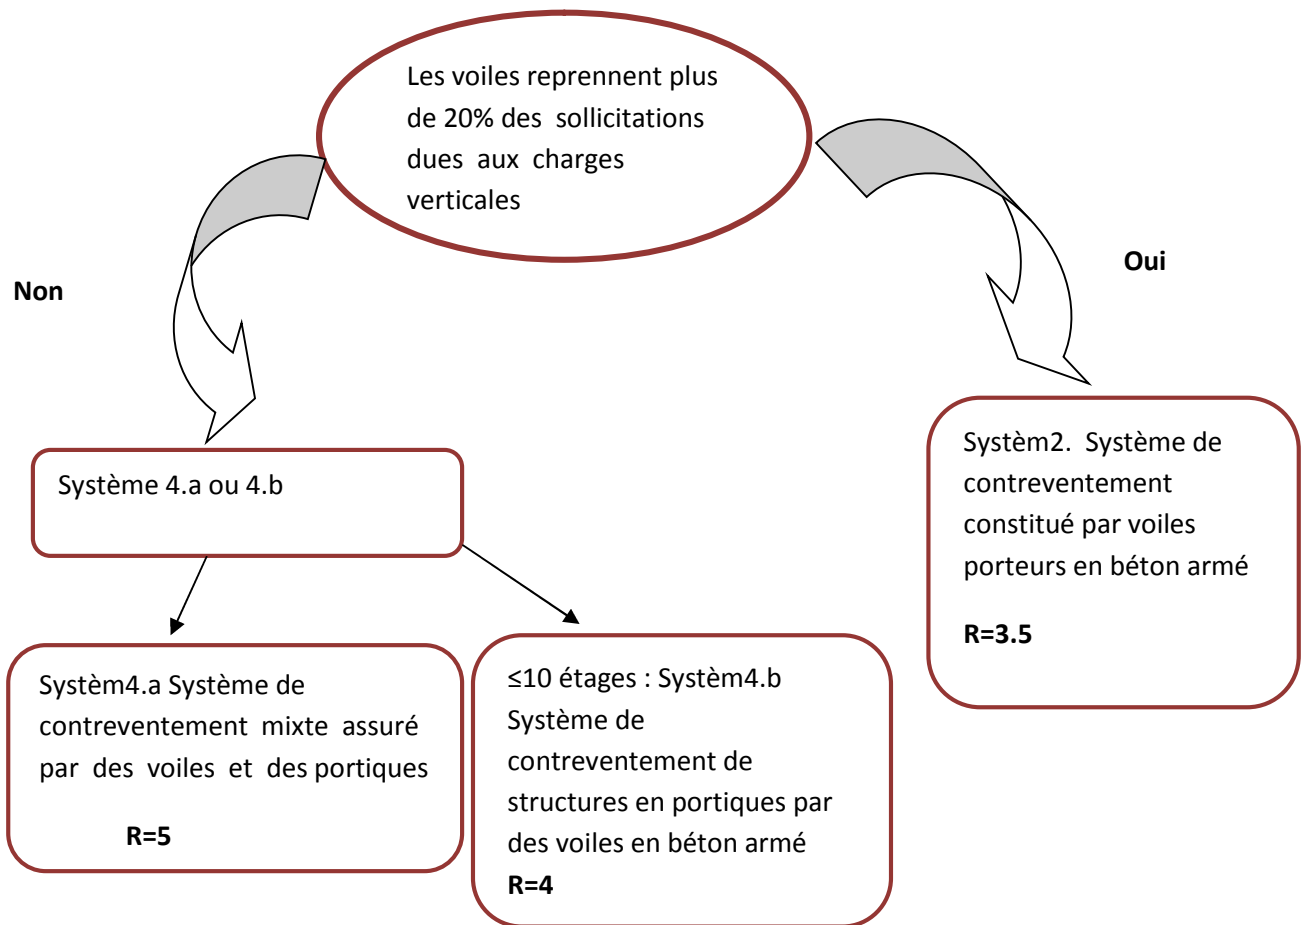 Les voiles reprennent plus
de 20% des sollicitations
dues aux charges
verticales
Non
Oui
Système 4.a ou 4.b
Systèm2. Système de
contreventement
constitué par voiles
porteurs en béton armé
R=3.5
Systèm4.a Système de
contreventement mixte assuré
par des voiles et des portiques
R=5
≤10 étages : Systèm4.b
Système de
contreventement de
structures en portiques par
des voiles en béton armé
R=4